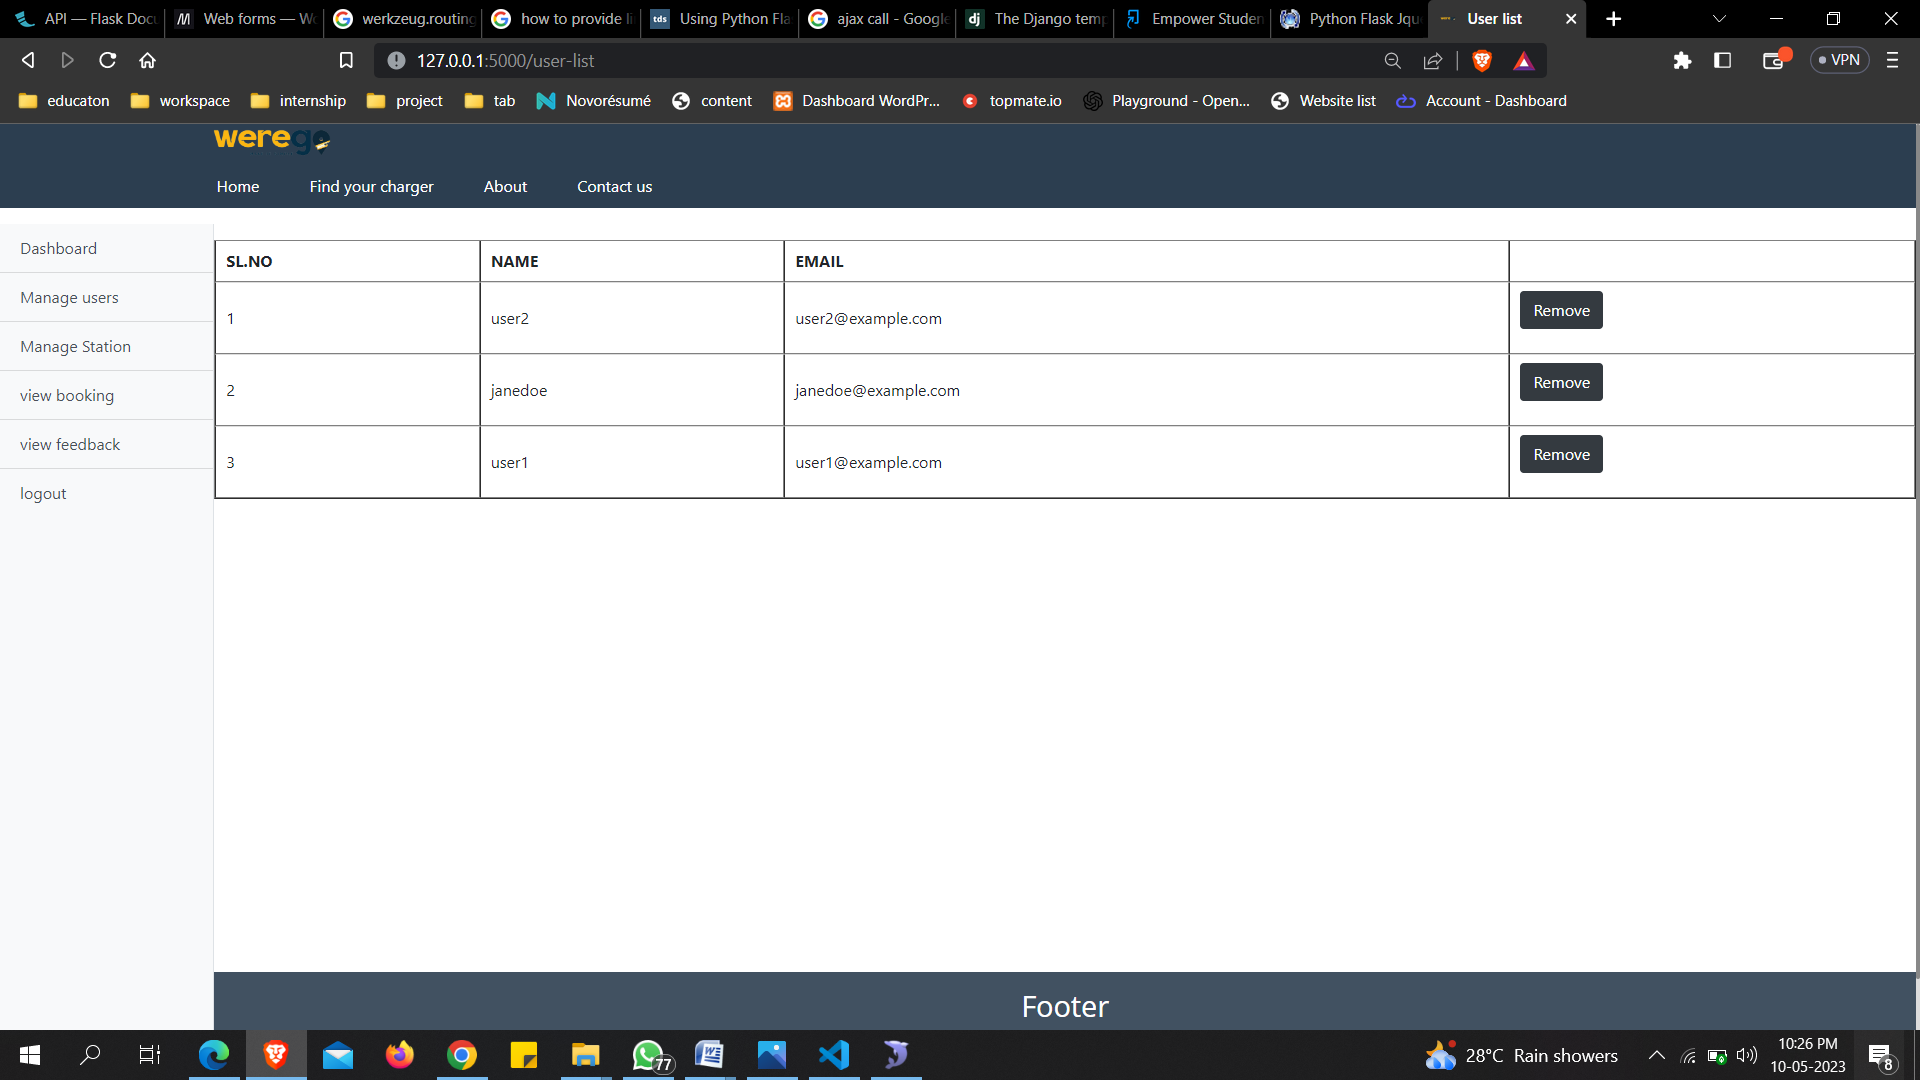 API — Flask Docu
Web forms — Wo
werkzeug.routing
how to provide li
tds Using Python Fla
ajax call - Google
dj The Django temp
Empower Studen
Python Flask Jque
User list
127.0.0.1:5000/user-list
VPN
educaton
workspace
internship
project
tab
Novorésumé
content
Dashboard WordPr...
topmate.io
Playground - Open...
Website list
Account - Dashboard
werego
Home
Find your charger
About
Contact us
Dashboard
Manage users
Manage Station
view booking
view feedback
logout
SL.NO NAME EMAIL
1 user2 user2@example.com Remove
2 janedoe janedoe@example.com Remove
3 user1 user1@example.com Remove
Footer
77
28°C Rain showers
10:26 PM
10-05-2023
8